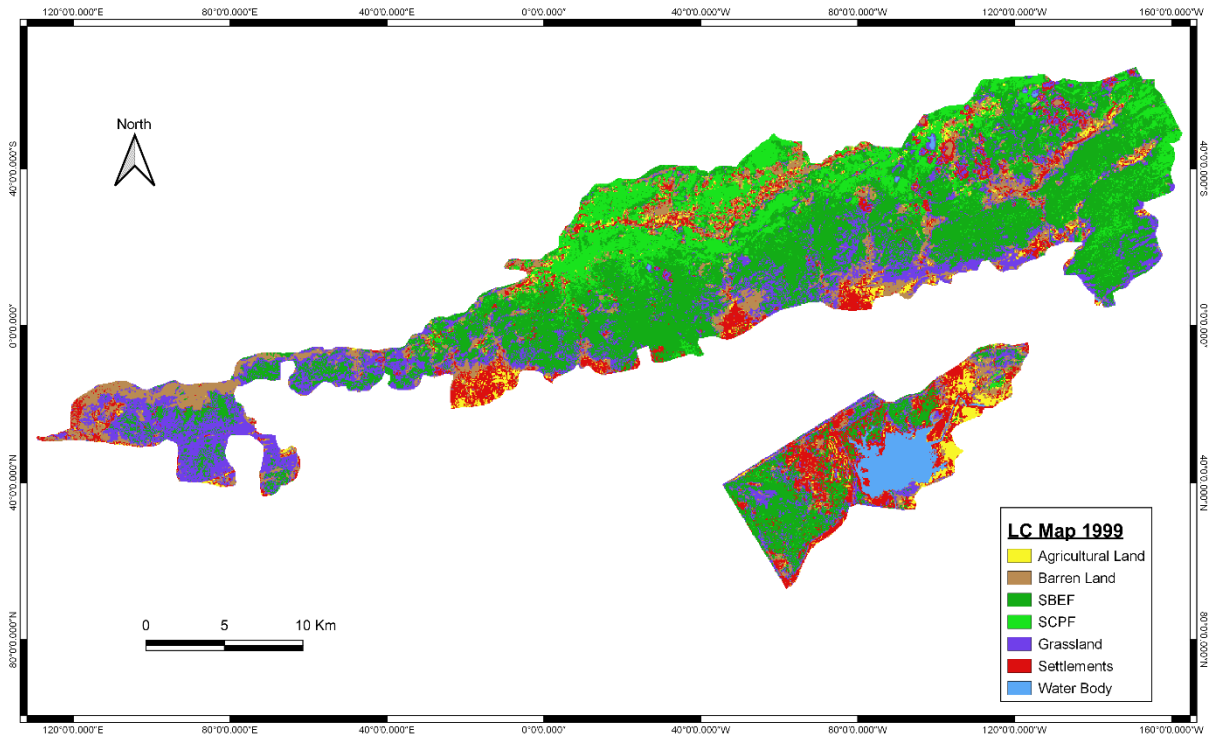 120°0'0.000"E 80°0'0.000"E 40°0'0.000"E 0°0'0.000" 40°0'0.000"W 80°0'0.000"W 120°0'0.000"W 160°0'0.000"W
North
40°0'0.000"S 40°0'0.000"S
0°0'0.000" 0°0'0.000"
40°0'0.000"N 40°0'0.000"N
LC Map 1999
Agricultural Land
Barren Land
SBEF
SCPF
Grassland
Settlements
Water Body
0 5 10 Km
80°0'0.000"N 80°0'0.000"N
120°0'0.000"E 80°0'0.000"E 40°0'0.000"E 0°0'0.000" 40°0'0.000"W 80°0'0.000"W 120°0'0.000"W 160°0'0.000"W